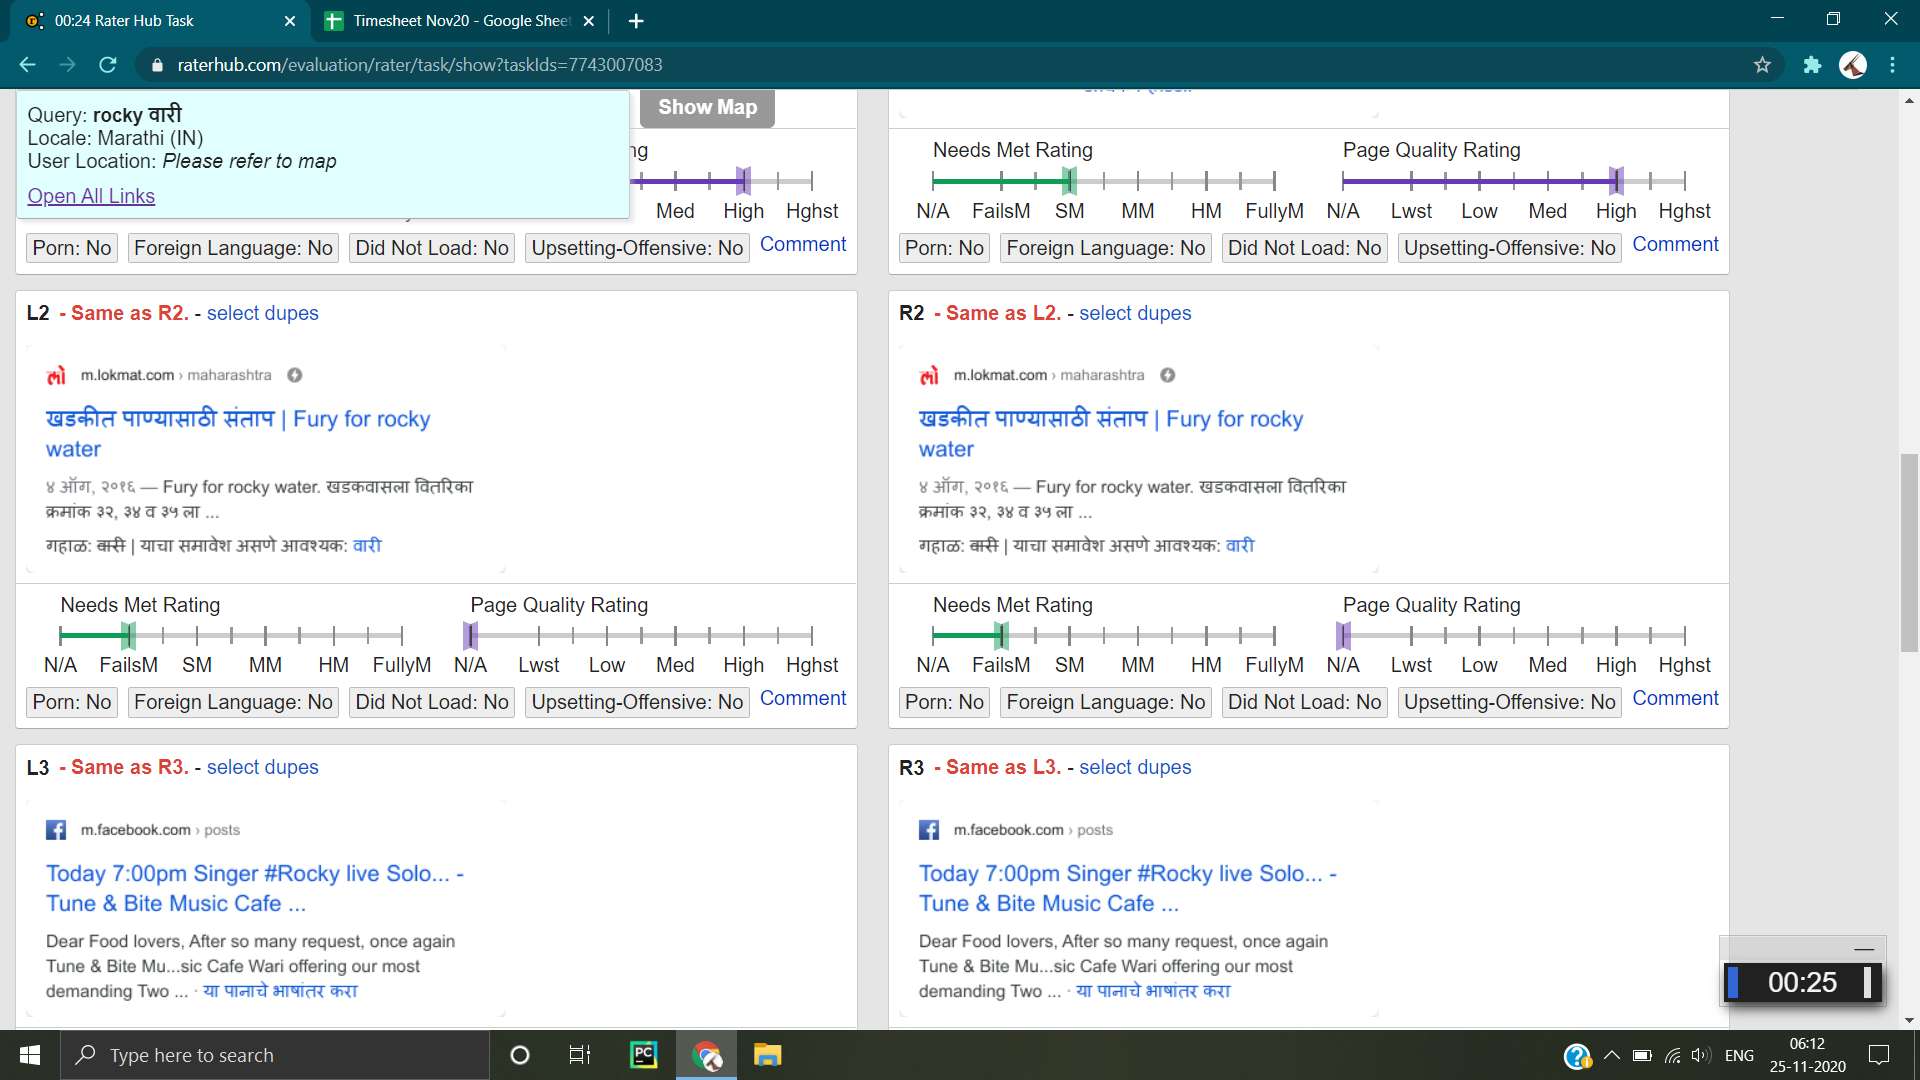 00:24 Rater Hub Task
Timesheet Nov20 - Google Sheet
raterhub.com/evaluation/rater/task/show?taskIds=7743007083
Query: rocky वारी
Locale: Marathi (IN)
User Location: Please refer to map
Open All Links
Show Map
Med High Hghst
Porn: No Foreign Language: No Did Not Load: No Upsetting-Offensive: No Comment
Needs Met Rating Page Quality Rating
N/A FailsM SM MM HM FullyM N/A Lwst Low Med High Hghst
Porn: No Foreign Language: No Did Not Load: No Upsetting-Offensive: No Comment
L2 - Same as R2. - select dupes
m.lokmat.com › maharashtra
खडकीत पाण्यासाठी संताप | Fury for rocky
water
४ ऑग, २०१६ — Fury for rocky water. खडकवासला वितरिका
क्रमांक ३२, ३४ व ३५ ला ...
गहाळ: वारी | याचा समावेश असणे आवश्यक: वारी
Needs Met Rating Page Quality Rating
N/A FailsM SM MM HM FullyM N/A Lwst Low Med High Hghst
Porn: No Foreign Language: No Did Not Load: No Upsetting-Offensive: No Comment
R2 - Same as L2. - select dupes
m.lokmat.com › maharashtra
खडकीत पाण्यासाठी संताप | Fury for rocky
water
४ ऑग, २०१६ — Fury for rocky water. खडकवासला वितरिका
क्रमांक ३२, ३४ व ३५ ला ...
गहाळ: वारी | याचा समावेश असणे आवश्यक: वारी
Needs Met Rating Page Quality Rating
N/A FailsM SM MM HM FullyM N/A Lwst Low Med High Hghst
Porn: No Foreign Language: No Did Not Load: No Upsetting-Offensive: No Comment
L3 - Same as R3. - select dupes
m.facebook.com › posts
Today 7:00pm Singer #Rocky live Solo... -
Tune & Bite Music Cafe ...
Dear Food lovers, After so many request, once again
Tune & Bite Mu...sic Cafe Wari offering our most
demanding Two ... · या पानाचे भाषांतर करा
R3 - Same as L3. - select dupes
m.facebook.com › posts
Today 7:00pm Singer #Rocky live Solo... -
Tune & Bite Music Cafe ...
Dear Food lovers, After so many request, once again
Tune & Bite Mu...sic Cafe Wari offering our most
demanding Two ... · या पानाचे भाषांतर करा
00:25
Type here to search
PC
ENG
06:12
25-11-2020